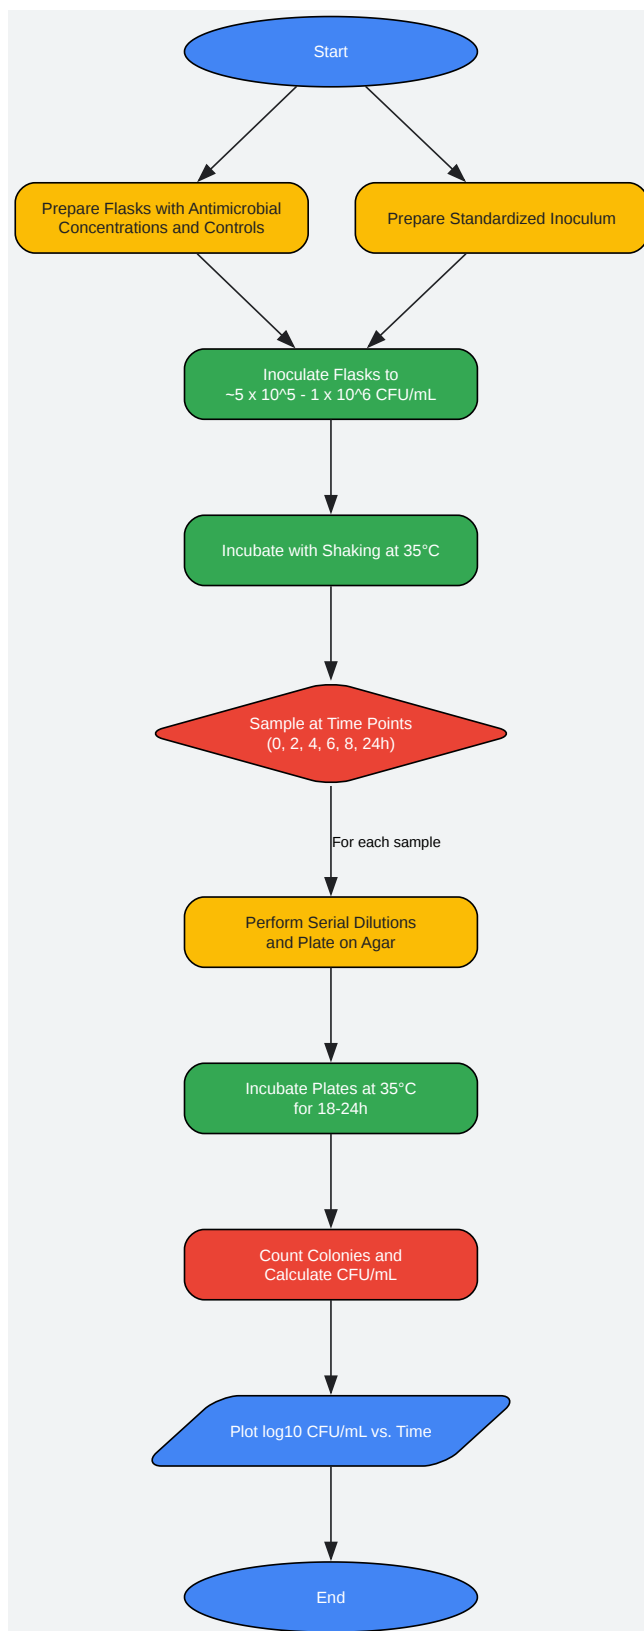 Start
Prepare Flasks with Antimicrobial
Concentrations and Controls
Prepare Standardized Inoculum
Inoculate Flasks to
~5 x 10^5 - 1 x 10^6 CFU/mL
Incubate with Shaking at 35°C
Sample at Time Points
(0, 2, 4, 6, 8, 24h)
For each sample
Perform Serial Dilutions
and Plate on Agar
Incubate Plates at 35°C
for 18-24h
Count Colonies and
Calculate CFU/mL
Plot log10 CFU/mL vs. Time
End